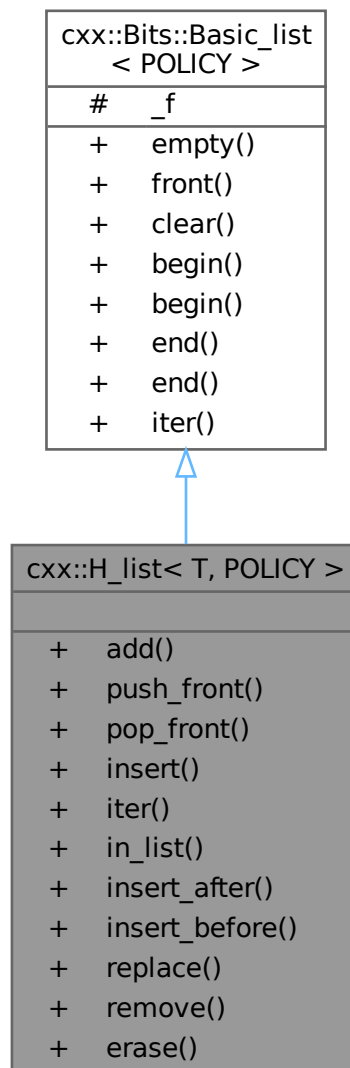 cxx::Bits::Basic_list
< POLICY >
# _f
+ empty()
+ front()
+ clear()
+ begin()
+ begin()
+ end()
+ end()
+ iter()
cxx::H_list< T, POLICY >
+ add()
+ push_front()
+ pop_front()
+ insert()
+ iter()
+ in_list()
+ insert_after()
+ insert_before()
+ replace()
+ remove()
+ erase()